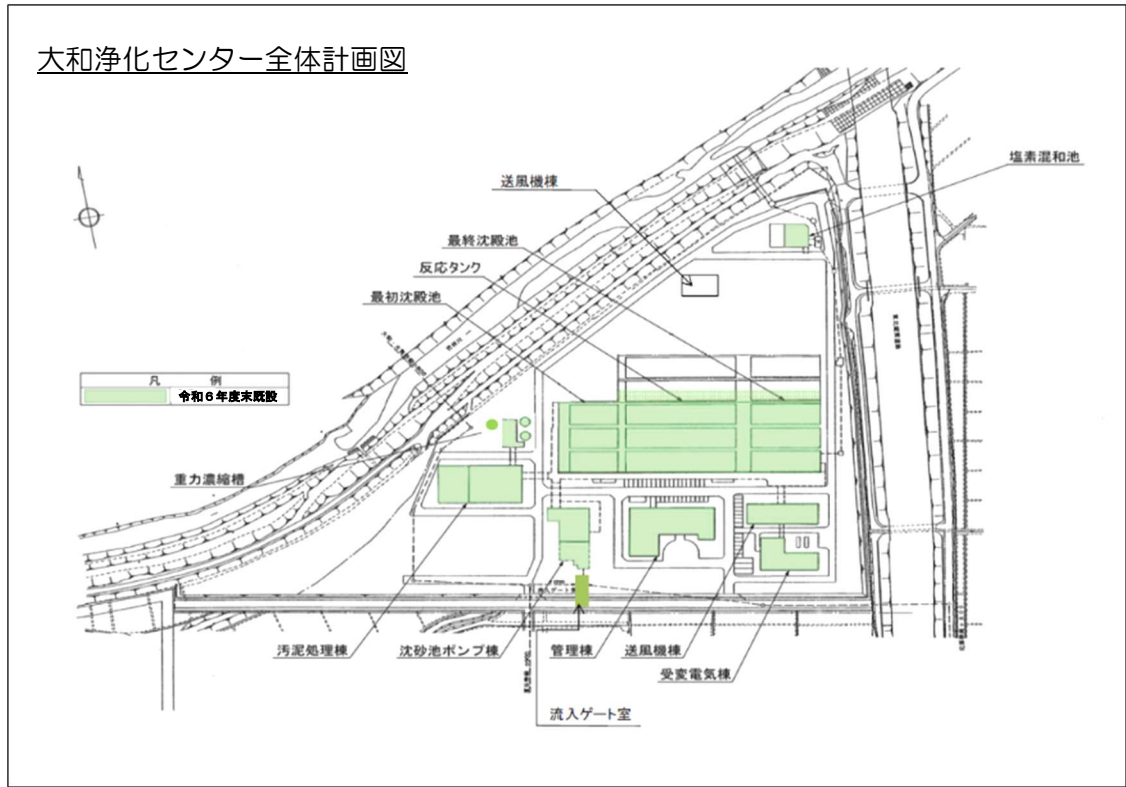 大和浄化センター全体計画図
塩素混和池
送風機棟
最終沈殿池
反応タンク
最初沈殿池
凡 例
令和6年度末既設
重力濃縮槽
汚泥処理棟
沈砂池ポンプ棟
管理棟
送風機棟
受変電気棟
流入ゲート室